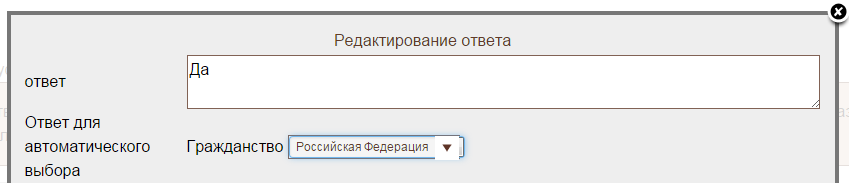 Редактирование ответа
ответ
Да
Ответ для
автоматического
выбора
Гражданство Российская Федерация